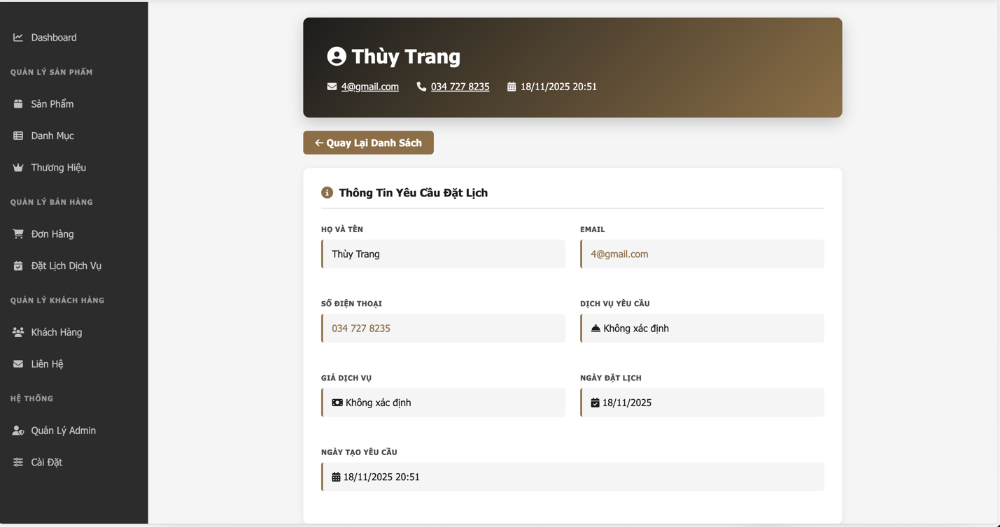 Dashboard
QUẢN LÝ SẢN PHẨM
Sản Phẩm
Danh Mục
Thương Hiệu
QUẢN LÝ BÁN HÀNG
Đơn Hàng
Đặt Lịch Dịch Vụ
QUẢN LÝ KHÁCH HÀNG
Khách Hàng
Liên Hệ
HỆ THỐNG
Quản Lý Admin
Cài Đặt
Thùy Trang
4@gmail.com 034 727 8235 18/11/2025 20:51
← Quay Lại Danh Sách
Thông Tin Yêu Cầu Đặt Lịch
HỌ VÀ TÊN
Thùy Trang
EMAIL
4@gmail.com
SỐ ĐIỆN THOẠI
034 727 8235
DỊCH VỤ YÊU CẦU
Không xác định
GIÁ DỊCH VỤ
Không xác định
NGÀY ĐẶT LỊCH
18/11/2025
NGÀY TẠO YÊU CẦU
18/11/2025 20:51